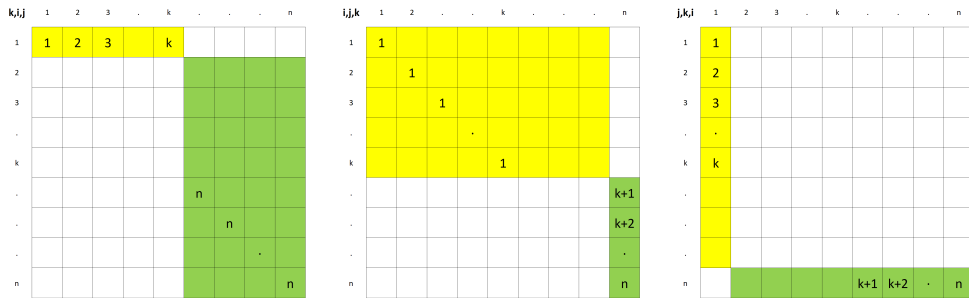 k,i,j 1 2 3 . k . . . n
1 1 2 3 k
2
3
.
k
. n
. n
. .
n n
i,j,k 1 2 . . k . . . n
1 1
2 1
3 1
. .
k 1
. k+1
. k+2
. .
n n
j,k,i 1 2 3 . k . . . n
1 1
2 2
3 3
. .
k k
.
.
.
n k+1 k+2 . n